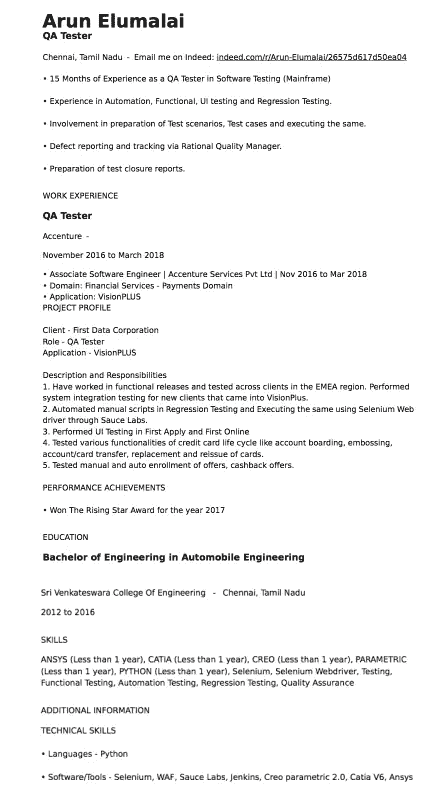 Arun Elumalai
QA Tester
Chennai, Tamil Nadu - Email me on Indeed: indeed.com/r/Arun-Elumalai/26575d617d50ea04
• 15 Months of Experience as a QA Tester in Software Testing (Mainframe)
• Experience in Automation, Functional, UI testing and Regression Testing.
• Involvement in preparation of Test scenarios, Test cases and executing the same.
• Defect reporting and tracking via Rational Quality Manager.
• Preparation of test closure reports.
WORK EXPERIENCE
QA Tester
Accenture -
November 2016 to March 2018
• Associate Software Engineer | Accenture Services Pvt Ltd | Nov 2016 to Mar 2018
• Domain: Financial Services - Payments Domain
• Application: VisionPLUS
PROJECT PROFILE
Client - First Data Corporation
Role - QA Tester
Application - VisionPLUS
Description and Responsibilities
1. Have worked in functional releases and tested across clients in the EMEA region. Performed
system integration testing for new clients that came into VisionPlus.
2. Automated manual scripts in Regression Testing and Executing the same using Selenium Web
driver through Sauce Labs.
3. Performed UI Testing in First Apply and First Online
4. Tested various functionalities of credit card life cycle like account boarding, embossing,
account/card transfer, replacement and reissue of cards.
5. Tested manual and auto enrollment of offers, cashback offers.
PERFORMANCE ACHIEVEMENTS
• Won The Rising Star Award for the year 2017
EDUCATION
Bachelor of Engineering in Automobile Engineering
Sri Venkateswara College Of Engineering - Chennai, Tamil Nadu
2012 to 2016
SKILLS
ANSYS (Less than 1 year), CATIA (Less than 1 year), CREO (Less than 1 year), PARAMETRIC
(Less than 1 year), PYTHON (Less than 1 year), Selenium, Selenium Webdriver, Testing,
Functional Testing, Automation Testing, Regression Testing, Quality Assurance
ADDITIONAL INFORMATION
TECHNICAL SKILLS
• Languages - Python
• Software/Tools - Selenium, WAF, Sauce Labs, Jenkins, Creo parametric 2.0, Catia V6, Ansys